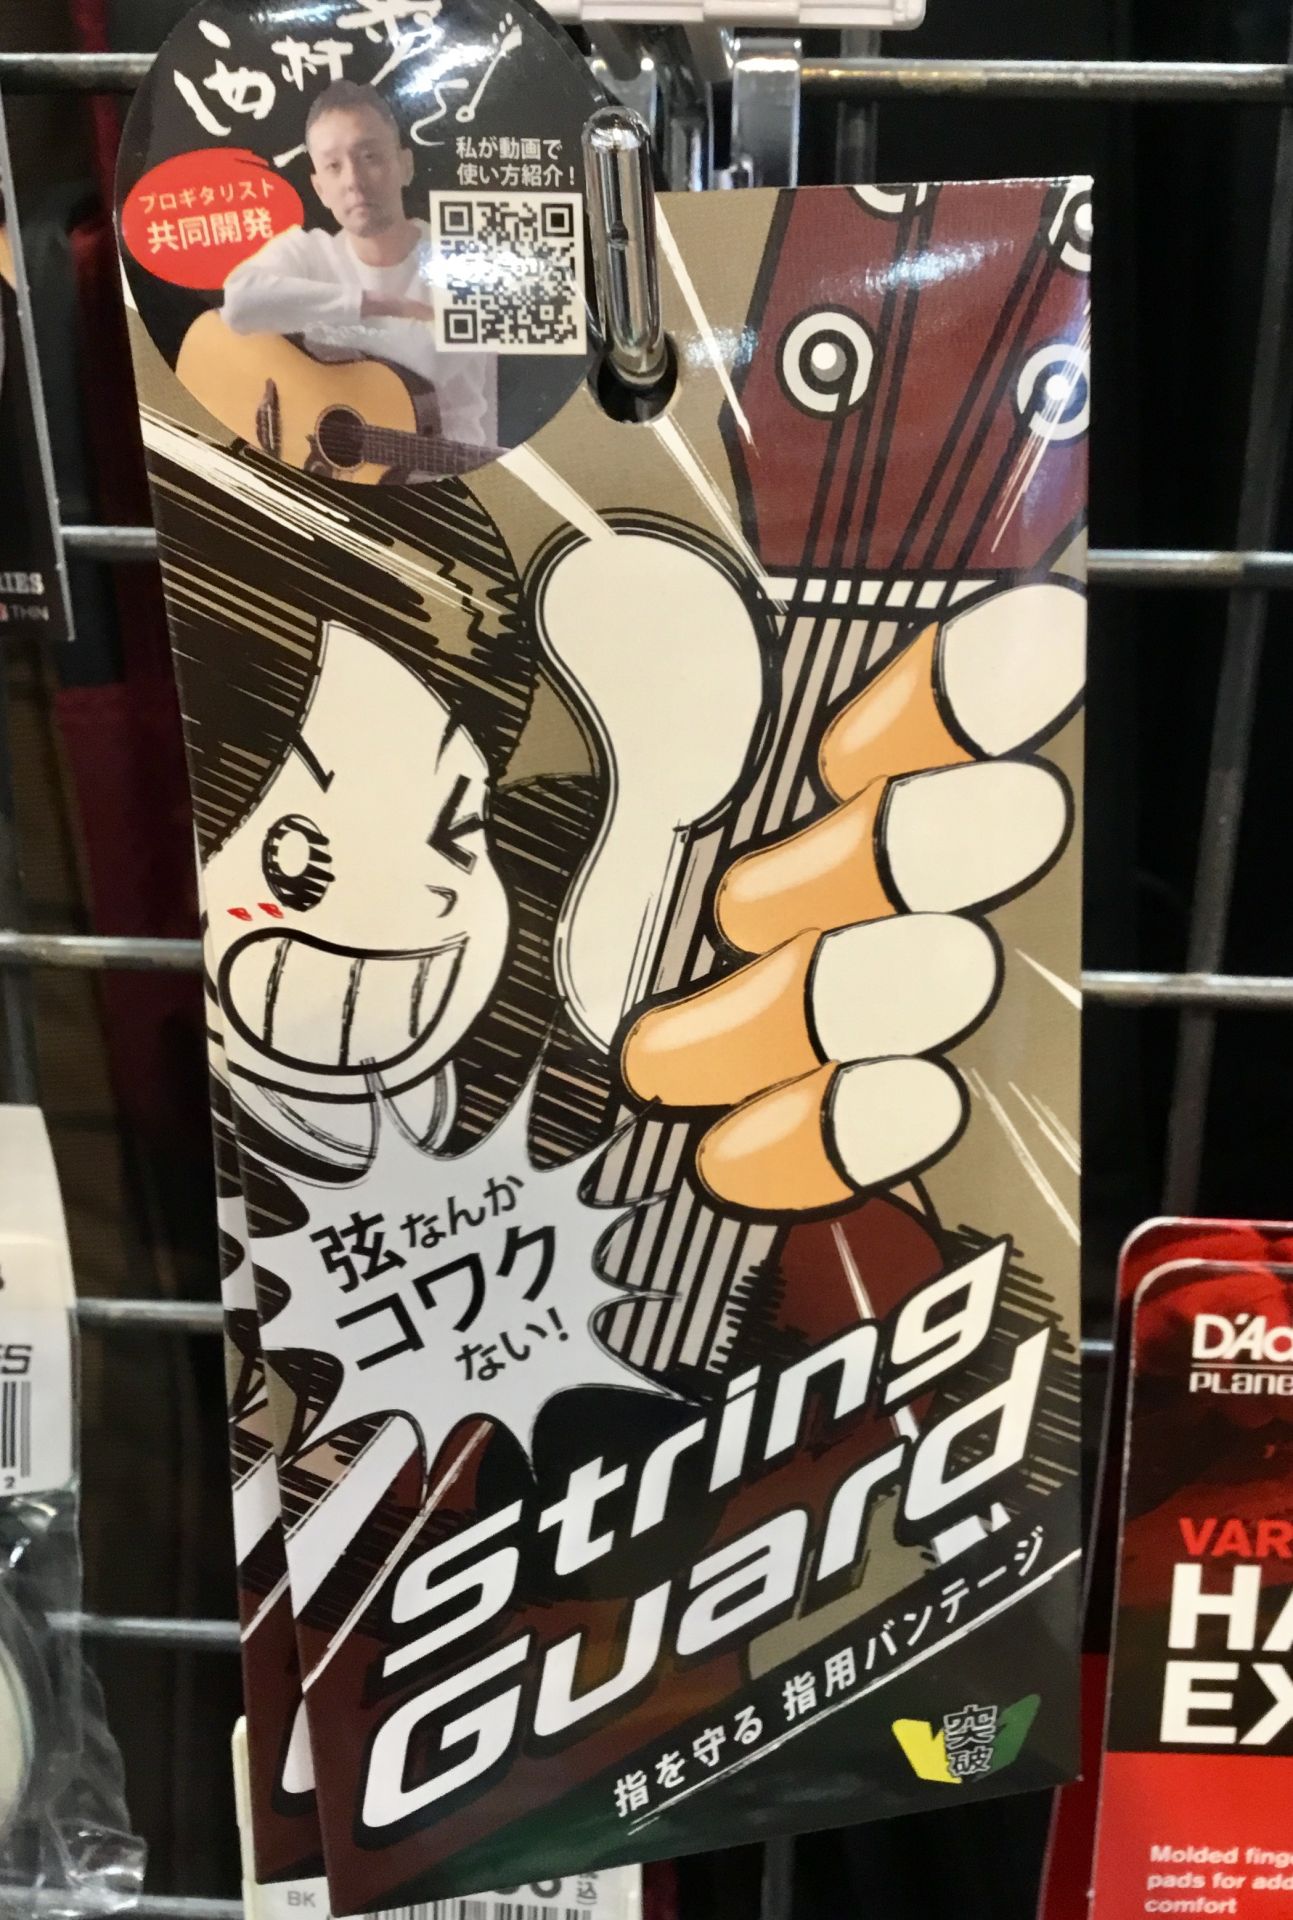 西村歩
私が動画で
使い方紹介！
プロギタリスト
共同開発
弦なんか
コワク
ない！
String
Guard
指を守る 指用バンテージ
突破
THIN
BK
D'A
PLANE
VAR
HA
EX
Molded fing
pads for add
comfort